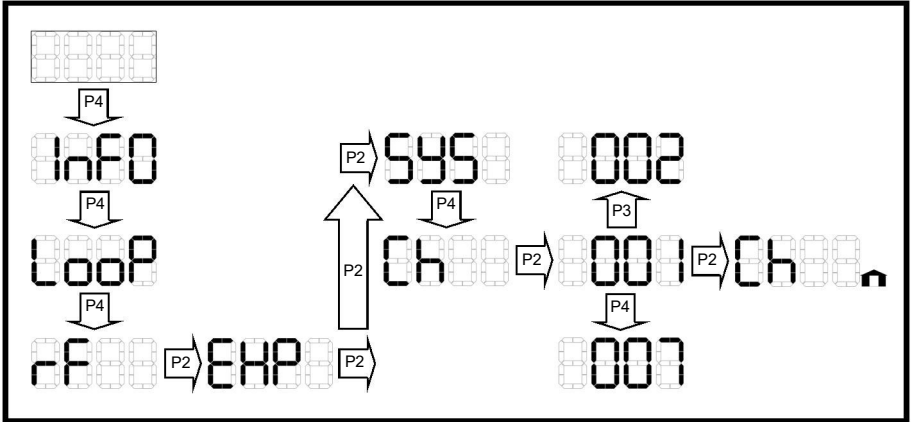 P4
InFO P2 SYS 002
P4 P4 P3
LooP P2 Ch P2 001 P2 Ch
P4 P4
rF P2 EHP P2 007